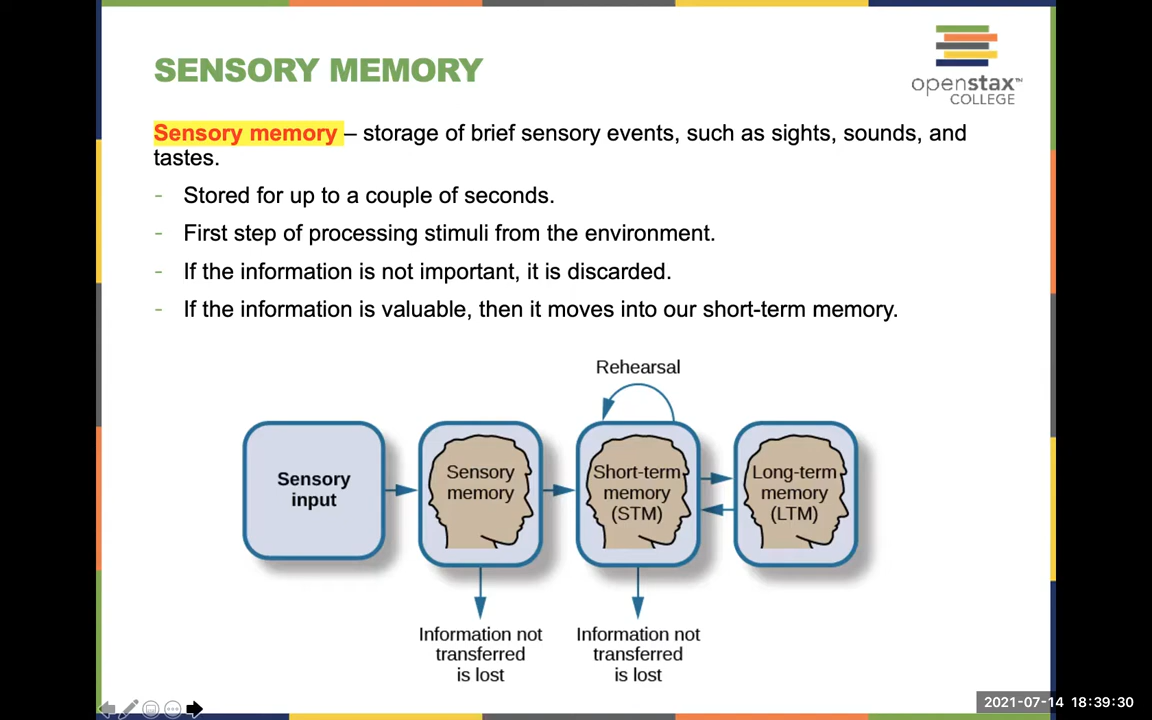 SENSORY MEMORY
openstax™
COLLEGE
Sensory memory – storage of brief sensory events, such as sights, sounds, and
tastes.
- Stored for up to a couple of seconds.
- First step of processing stimuli from the environment.
- If the information is not important, it is discarded.
- If the information is valuable, then it moves into our short-term memory.
Rehearsal
Sensory
input
Sensory
memory
Short-term
memory
(STM)
Long-term
memory
(LTM)
Information not
transferred
is lost
Information not
transferred
is lost
2021-07-14 18:39:30